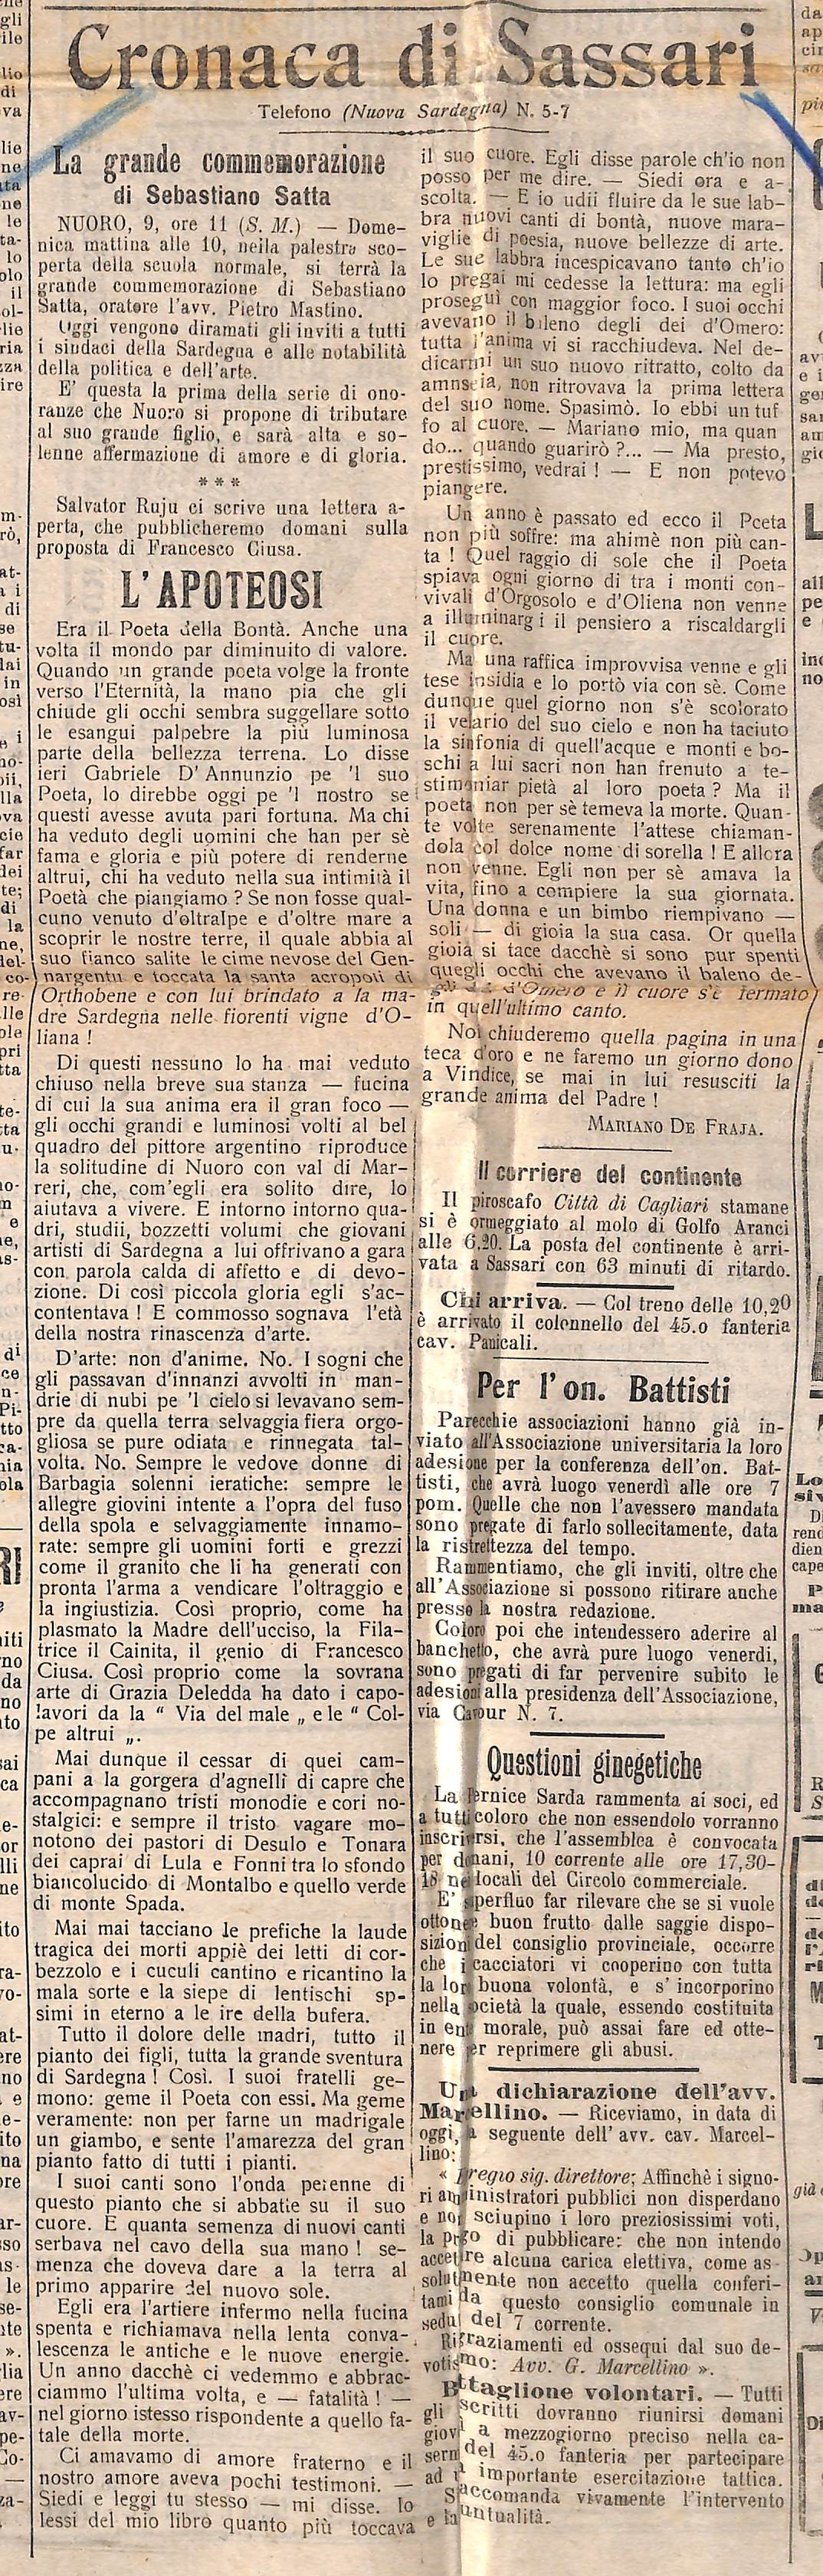 Cronaca di Sassari
Telefono (Nuova Sardegna) N. 5-7
La grande commemorazione
di Sebastiano Satta
NUORO, 9, ore 11 (S. M.) — Dome-
nica mattina alle 10, nella palestra sco-
perta della scuola normale, si terrà la
grande commemorazione di Sebastiano
Satta, oratore l'avv. Pietro Mastino.
Oggi vengono diramati gli inviti a tutti
i sindaci della Sardegna e alle notabilità
della politica e dell'arte.
E' questa la prima della serie di ono-
ranze che Nuoro si propone di tributare
al suo grande figlio, e sarà alta e so-
lenne affermazione di amore e di gloria.
* * *
Salvator Ruju ci scrive una lettera a-
perta, che pubblicheremo domani sulla
proposta di Francesco Ciusa.
L'APOTEOSI
Era il Poeta della Bontà. Anche una
volta il mondo par diminuito di valore.
Quando un grande poeta volge la fronte
verso l'Eternità, la mano pia che gli
chiude gli occhi sembra suggellare sotto
le esangui palpebre la più luminosa
parte della bellezza terrena. Lo disse
ieri Gabriele D'Annunzio pe 'l suo
Poeta, lo direbbe oggi pe 'l nostro se
questi avesse avuta pari fortuna. Ma chi
ha veduto degli uomini che han per sè
fama e gloria e più potere di renderne
altrui, chi ha veduto nella sua intimità il
Poetà che piangiamo ? Se non fosse qual-
cuno venuto d'oltralpe e d'oltre mare a
scoprir le nostre terre, il quale abbia al
suo fianco salite le cime nevose del Gen-
nargentu e toccata la santa acropoli di
Orthobene e con lui brindato a la ma-
dre Sardegna nelle fiorenti vigne d'O-
liana !
Di questi nessuno lo ha mai veduto
chiuso nella breve sua stanza — fucina
di cui la sua anima era il gran foco —
gli occhi grandi e luminosi volti al bel
quadro del pittore argentino riproduce
la solitudine di Nuoro con val di Mar-
reri, che, com'egli era solito dire, lo
aiutava a vivere. E intorno intorno qua-
dri, studii, bozzetti volumi che giovani
artisti di Sardegna a lui offrivano a gara
con parola calda di affetto e di devo-
zione. Di così piccola gloria egli s'ac-
contentava ! E commosso sognava l'età
della nostra rinascenza d'arte.
D'arte: non d'anime. No. I sogni che
gli passavan d'innanzi avvolti in man-
drie di nubi pe 'l cielo si levavano sem-
pre da quella terra selvaggia fiera orgo-
gliosa se pure odiata e rinnegata tal-
volta. No. Sempre le vedove donne di
Barbagia solenni ieratiche: sempre le
allegre giovini intente a l'opra del fuso
della spola e selvaggiamente innamo-
rate: sempre gli uomini forti e grezzi
come il granito che li ha generati con
pronta l'arma a vendicare l'oltraggio e
la ingiustizia. Così proprio, come ha
plasmato la Madre dell'ucciso, la Fila-
trice il Cainita, il genio di Francesco
Ciusa. Così proprio come la sovrana
arte di Grazia Deledda ha dato i capo-
lavori da la “ Via del male „ e le “ Col-
pe altrui „.
Mai dunque il cessar di quei cam-
pani a la gorgera d'agnelli di capre che
accompagnano tristi monodie e cori no-
stalgici: e sempre il tristo vagare mo-
notono dei pastori di Desulo e Tonara
dei caprai di Lula e Fonni tra lo sfondo
biancolucido di Montalbo e quello verde
di monte Spada.
Mai mai tacciano le prefiche la laude
tragica dei morti appiè dei letti di cor-
bezzolo e i cuculi cantino e ricantino la
mala sorte e la siepe di lentischi sp-
simi in eterno a le ire della bufera.
Tutto il dolore delle madri, tutto il
pianto dei figli, tutta la grande sventura
di Sardegna ! Così. I suoi fratelli ge-
mono: geme il Poeta con essi. Ma geme
veramente: non per farne un madrigale
un giambo, e sente l'amarezza del gran
pianto fatto di tutti i pianti.
I suoi canti sono l'onda perenne di
questo pianto che si abbatte su il suo
cuore. E quanta semenza di nuovi canti
serbava nel cavo della sua mano ! se-
menza che doveva dare a la terra al
primo apparire del nuovo sole.
Egli era l'artiere infermo nella fucina
spenta e richiamava nella lenta conva-
lescenza le antiche e le nuove energie.
Un anno dacchè ci vedemmo e abbrac-
ciammo l'ultima volta, e — fatalità ! —
nel giorno istesso rispondente a quello fa-
tale della morte.
Ci amavamo di amore fraterno e il
nostro amore aveva pochi testimoni. —
Siedi e leggi tu stesso — mi disse. Io
lessi del mio libro quanto più toccava
il suo cuore. Egli disse parole ch'io non
posso per me dire. — Siedi ora e a-
scolta. — E io udii fluire da le sue lab-
bra nuovi canti di bontà, nuove mara-
viglie di poesia, nuove bellezze di arte.
Le sue labbra incespicavano tanto ch'io
lo pregai mi cedesse la lettura: ma egli
proseguì con maggior foco. I suoi occhi
avevano il bileno degli dei d'Omero:
tutta l'anima vi si racchiudeva. Nel de-
dicarmi un suo nuovo ritratto, colto da
amnseia, non ritrovava la prima lettera
del suo nome. Spasimò. Io ebbi un tuf
fo al cuore. — Mariano mio, ma quan
do... quando guarirò ?... — Ma presto,
prestissimo, vedrai ! — E non potevo
piangere.
Un anno è passato ed ecco il Pceta
non più soffre: ma ahimè non più can-
ta ! Quel raggio di sole che il Poeta
spiava ogni giorno di tra i monti con-
vivali d'Orgosolo e d'Oliena non venne
a illuminarg i il pensiero a riscaldargli
il cuore.
Ma una raffica improvvisa venne e gli
tese insidia e lo portò via con sè. Come
dunque quel giorno non s'è scolorato
il velario del suo cielo e non ha taciuto
la sinfonia di quell'acque e monti e bo-
schi a lui sacri non han frenuto a te-
stimoniar pietà al loro poeta ? Ma il
poeta non per sè temeva la morte. Quan-
te volte serenamente l'attese chiaman-
dola col dolce nome di sorella ! E allora
non venne. Egli non per sè amava la
vita, fino a compiere la sua giornata.
Una donna e un bimbo riempivano —
soli — di gioia la sua casa. Or quella
gioia si tace dacchè si sono pur spenti
quegli occhi che avevano il baleno de-
gli dei d'Omero e il cuore s'è fermato
in quell'ultimo canto.
Noi chiuderemo quella pagina in una
teca d'oro e ne faremo un giorno dono
a Vindice, se mai in lui resusciti la
grande anima del Padre !
MARIANO DE FRAJA.
Il corriere del continente
Il piroscafo Città di Cagliari stamane
si è ormeggiato al molo di Golfo Aranci
alle 6.20. La posta del continente è arri-
vata a Sassari con 63 minuti di ritardo.
Chi arriva. — Col treno delle 10,20
è arrivato il colonnello del 45.o fanteria
cav. Panicali.
Per l'on. Battisti
Parecchie associazioni hanno già in-
viato all'Associazione universitaria la loro
adesione per la conferenza dell'on. Bat-
tisti, che avrà luogo venerdì alle ore 7
pom. Quelle che non l'avessero mandata
sono pregate di farlo sollecitamente, data
la ristrettezza del tempo.
Rammentiamo, che gli inviti, oltre che
all'Associazione si possono ritirare anche
presso la nostra redazione.
Coloro poi che intendessero aderire al
banchetto, che avrà pure luogo venerdì,
sono pregati di far pervenire subito le
adesioni alla presidenza dell'Associazione,
via Cavour N. 7.
Questioni ginegetiche
La Pernice Sarda rammenta ai soci, ed
a tutti coloro che non essendolo vorranno
inscriversi, che l'assemblea è convocata
per domani, 10 corrente alle ore 17,30-
18 nei locali del Circolo commerciale.
E' superfluo far rilevare che se si vuole
ottonere buon frutto dalle saggie dispo-
sizioni del consiglio provinciale, occorre
che i cacciatori vi cooperino con tutta
la loro buona volontà, e s' incorporino
nella società la quale, essendo costituita
in ente morale, può assai fare ed otte-
nere per reprimere gli abusi.
Una dichiarazione dell'avv.
Marcellino. — Riceviamo, in data di
oggi, a seguente dell' avv. cav. Marcel-
lino:
« Pregio sig. direttore; Affinchè i signo-
ri amministratori pubblici non disperdano
e non sciupino i loro preziosissimi voti,
la prego di pubblicare: che non intendo
accettare alcuna carica elettiva, come as-
solutmente non accetto quella conferi-
tami da questo consiglio comunale in
sedut del 7 corrente.
Rigraziamenti ed ossequi dal suo de-
votismo: Avv. G. Marcellino ».
Battaglione volontari. — Tutti
gli iscritti dovranno riunirsi domani
giovì a mezzogiorno preciso nella ca-
serm del 45.o fanteria per partecipare
ad importante esercitazione tattica.
Saccomanda vivamente l'intervento
e la puntualità.